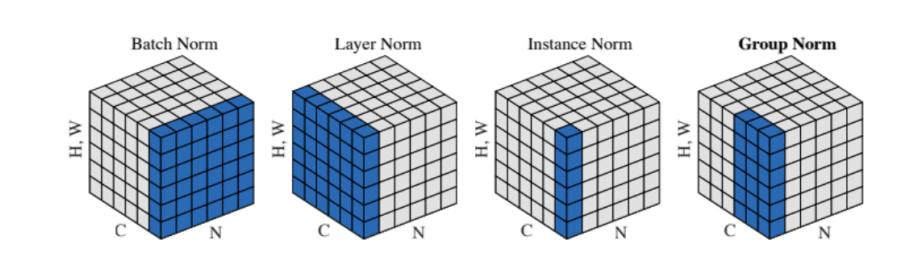 Batch Norm
Layer Norm
Instance Norm
Group Norm
H, W
C
N
H, W
C
N
H, W
C
N
H, W
C
N